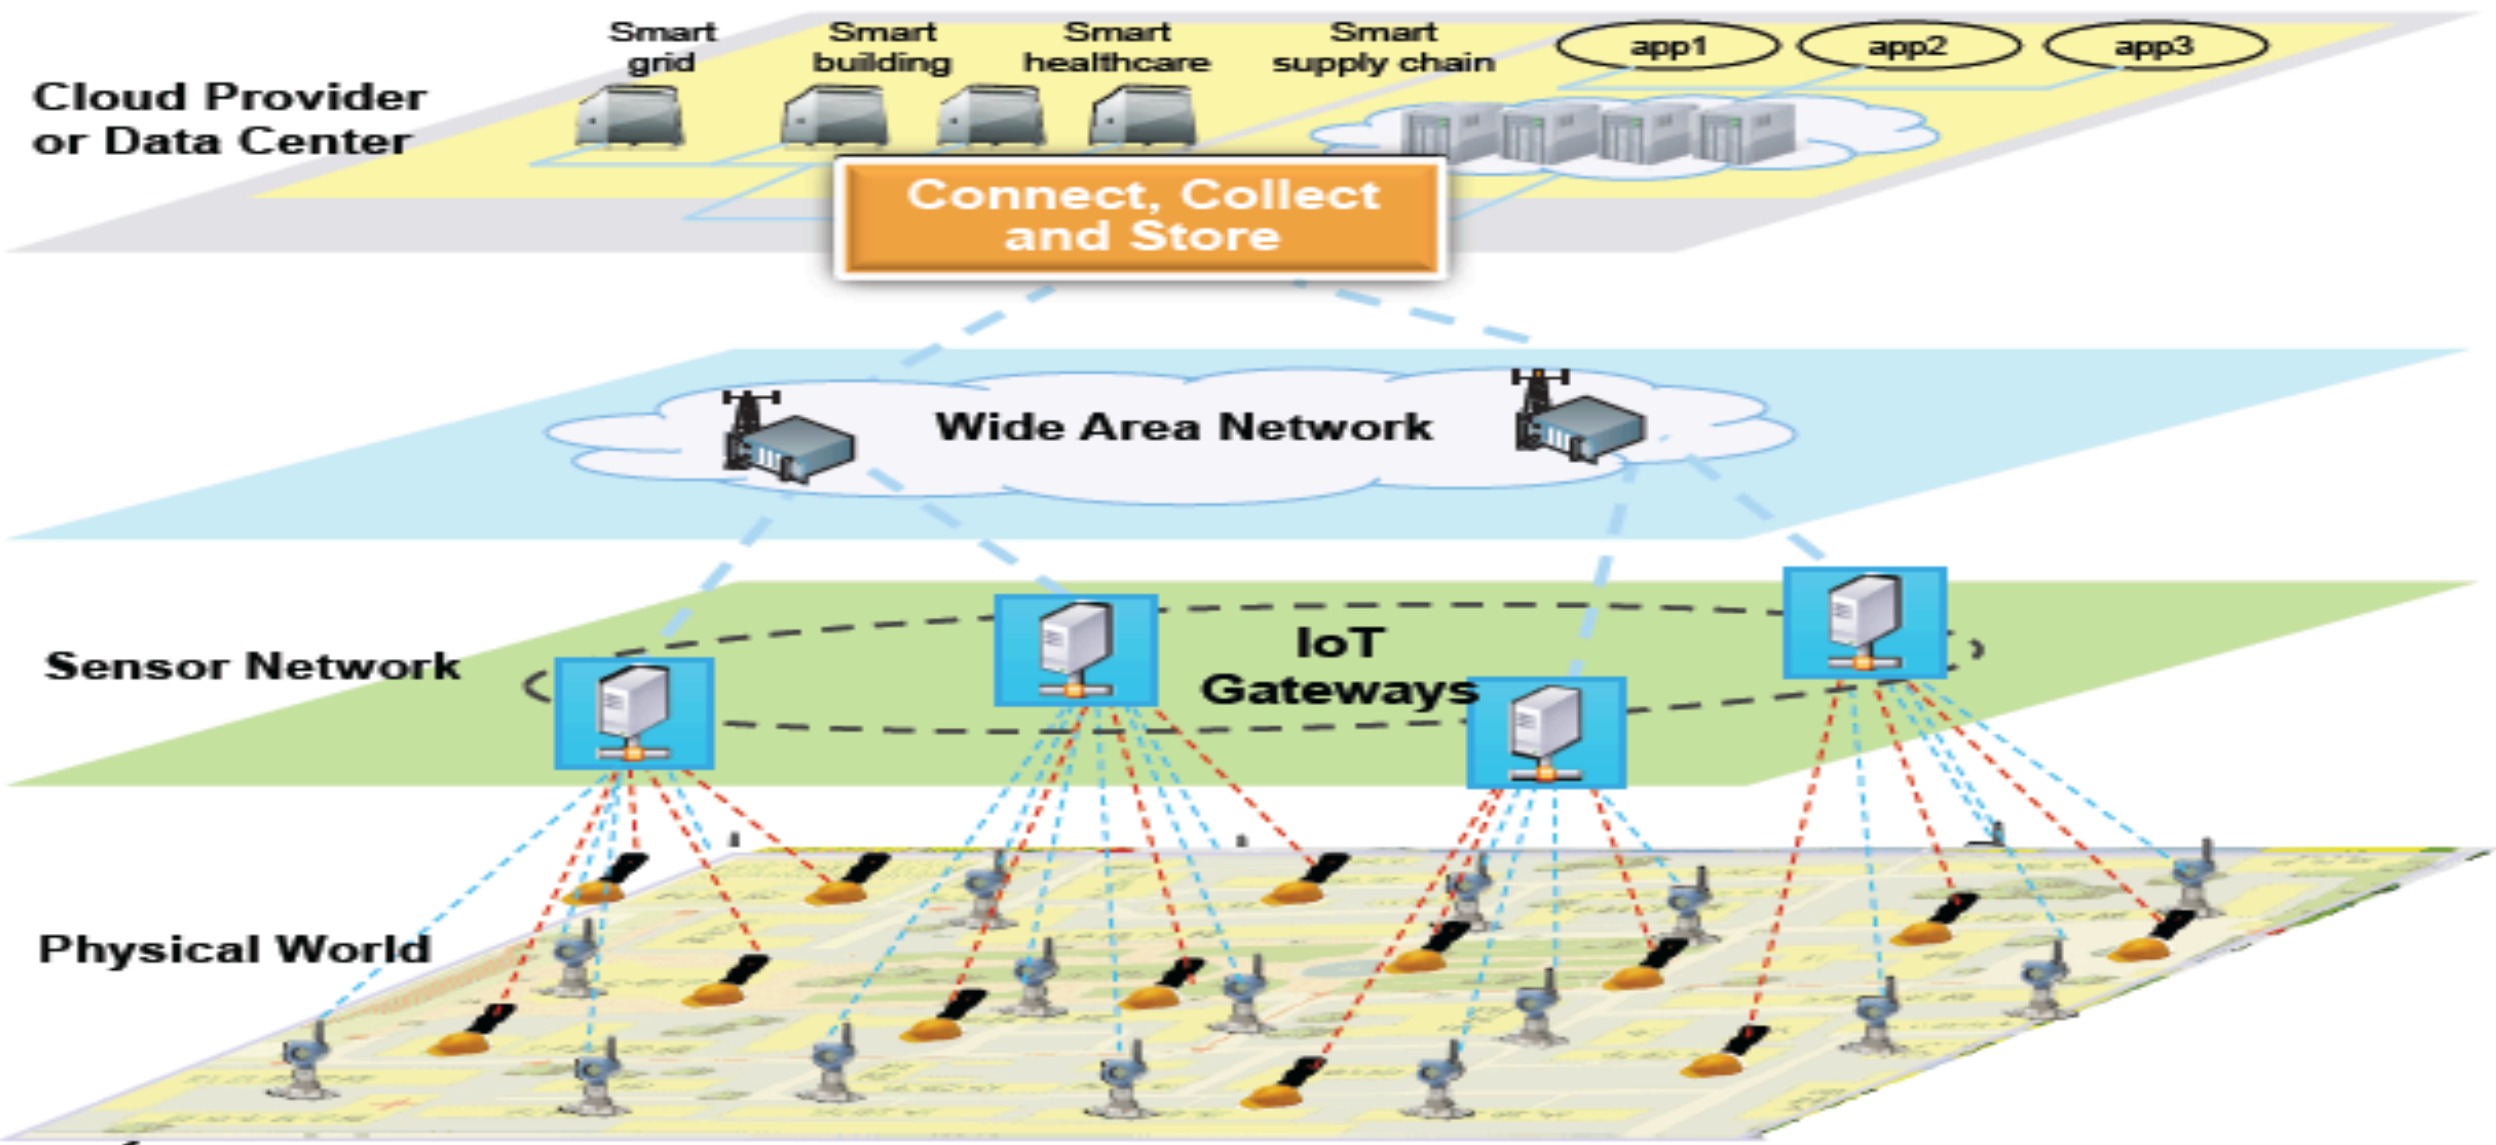 Smart
grid
Smart
building
Smart
healthcare
Smart
supply chain
app1
app2
app3
Cloud Provider
or Data Center
Connect, Collect
and Store
Wide Area Network
Sensor Network
IoT
Gateways
Physical World